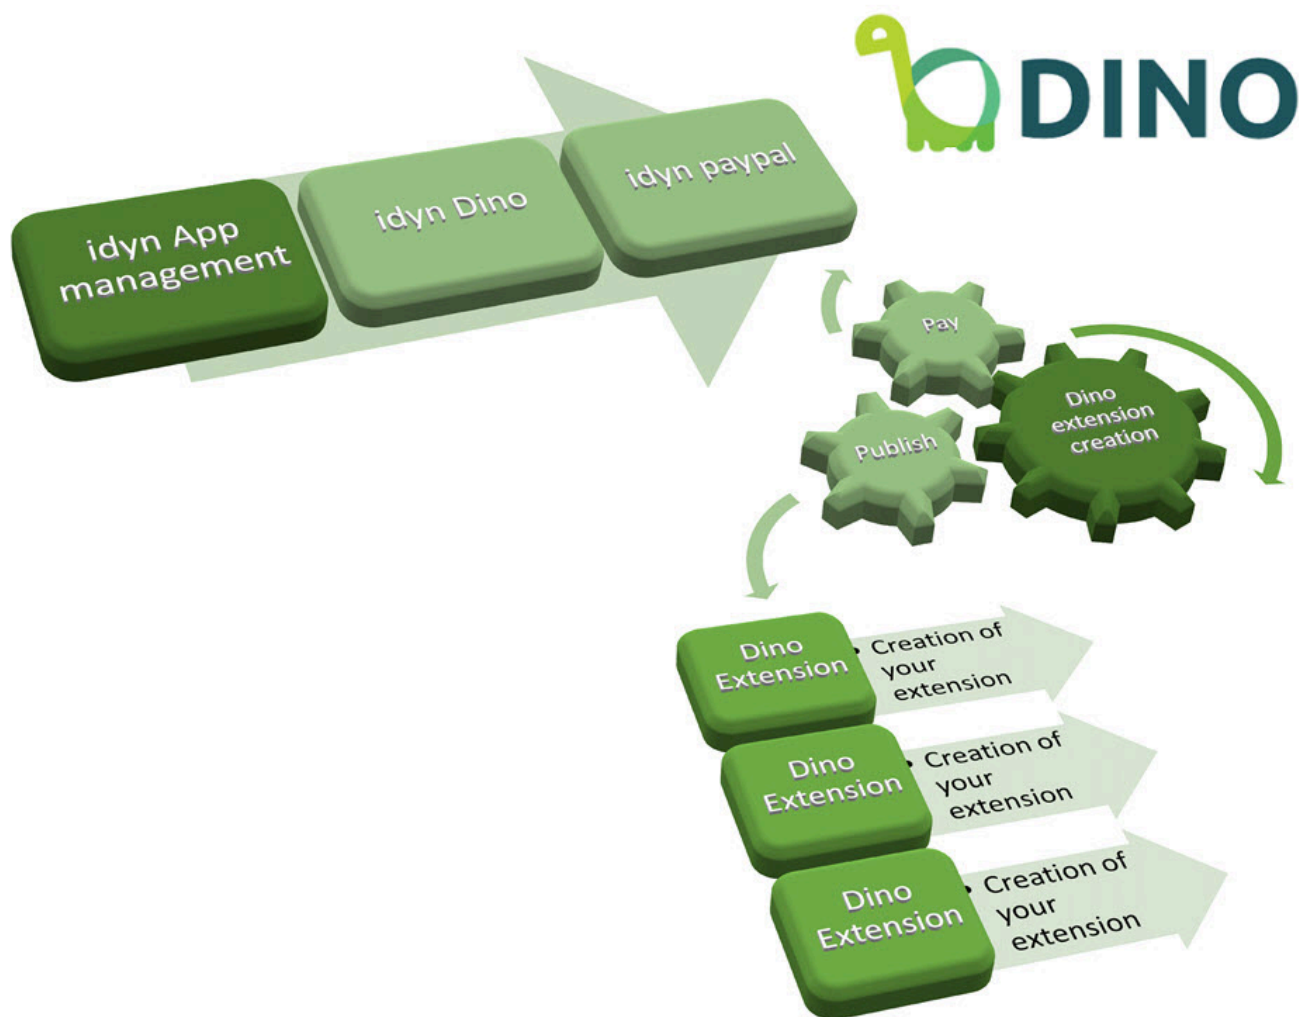 DINO
idyn App
management
idyn Dino
idyn paypal
Pay
Dino
extension
creation
Publish
Dino
Extension
• Creation of
your
extension
Dino
Extension
• Creation of
your
extension
Dino
Extension
• Creation of
your
extension